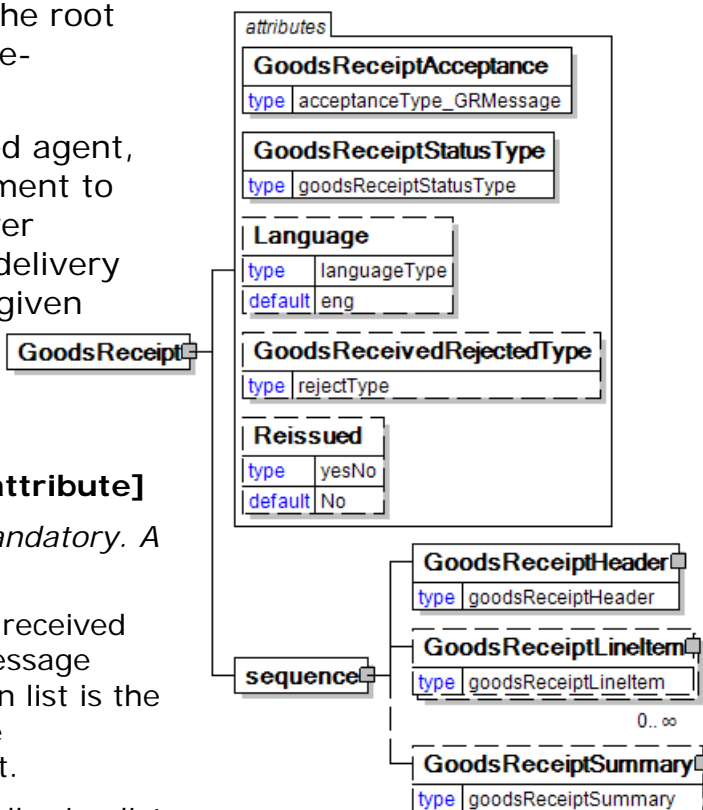 he root
e-
d agent,
ment to
er
delivery
given
attribute]
andatory. A
received
essage
n list is the
e
t.
attributes
GoodsReceiptAcceptance
type acceptanceType_GRMessage
GoodsReceiptStatusType
type goodsReceiptStatusType
Language
type languageType
default eng
GoodsReceipt
GoodsReceivedRejectedType
type rejectType
Reissued
type yesNo
default No
sequence
GoodsReceiptHeader
type goodsReceiptHeader
GoodsReceiptLineItem
type goodsReceiptLineItem
0.. ∞
GoodsReceiptSummary
type goodsReceiptSummary